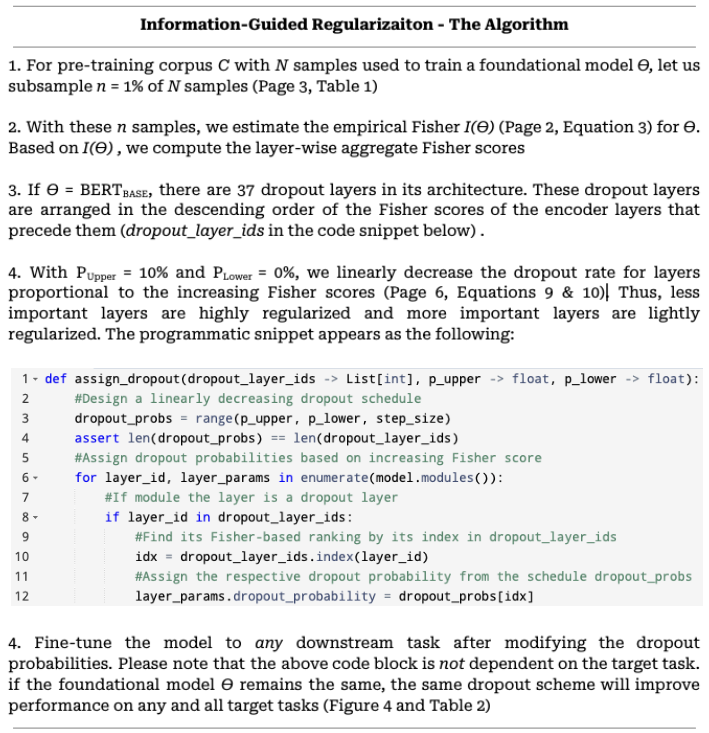 Information-Guided Regularizaiton - The Algorithm
1. For pre-training corpus C with N samples used to train a foundational model Θ, let us
subsample n = 1% of N samples (Page 3, Table 1)
2. With these n samples, we estimate the empirical Fisher I(Θ) (Page 2, Equation 3) for Θ.
Based on I(Θ) , we compute the layer-wise aggregate Fisher scores
3. If Θ = BERTBASE, there are 37 dropout layers in its architecture. These dropout layers
are arranged in the descending order of the Fisher scores of the encoder layers that
precede them (dropout_layer_ids in the code snippet below) .
4. With PUpper = 10% and PLower = 0%, we linearly decrease the dropout rate for layers
proportional to the increasing Fisher scores (Page 6, Equations 9 & 10) Thus, less
important layers are highly regularized and more important layers are lightly
regularized. The programmatic snippet appears as the following:
1 def assign_dropout(dropout_layer_ids -> List[int], p_upper -> float, p_lower -> float):
2 #Design a linearly decreasing dropout schedule
3 dropout_probs = range(p_upper, p_lower, step_size)
4 assert len(dropout_probs) == len(dropout_layer_ids)
5 #Assign dropout probabilities based on increasing Fisher score
6 for layer_id, layer_params in enumerate(model.modules()):
7 #If module the layer is a dropout layer
8 if layer_id in dropout_layer_ids:
9 #Find its Fisher-based ranking by its index in dropout_layer_ids
10 idx = dropout_layer_ids.index(layer_id)
11 #Assign the respective dropout probability from the schedule dropout_probs
12 layer_params.dropout_probability = dropout_probs[idx]
4. Fine-tune the model to any downstream task after modifying the dropout
probabilities. Please note that the above code block is not dependent on the target task.
if the foundational model Θ remains the same, the same dropout scheme will improve
performance on any and all target tasks (Figure 4 and Table 2)